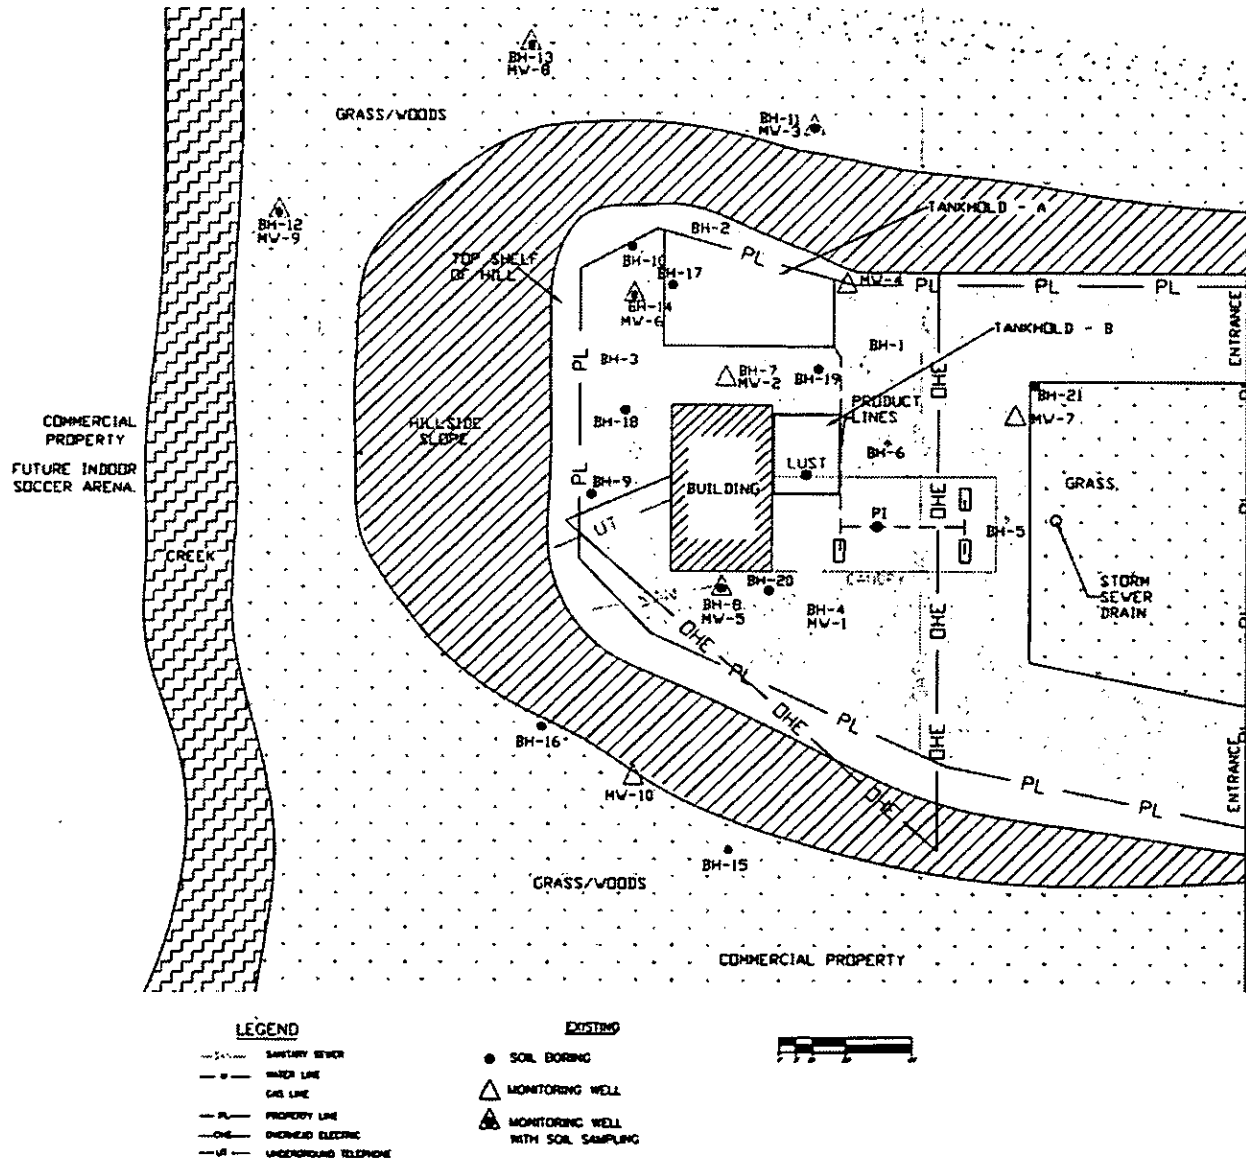 BH-13
MW-8
GRASS/WOODS
BH-11
MW-3
BH-12
MW-9
TANKHOLD - A
BH-2
TOP SHELF
OF HILL
BH-10
PL
BH-17
MW-4
PL
PL
PL
BH-14
MW-6
ENTRANCE
TANKHOLD - B
BH-1
BH-3
PL
BH-7
MW-2
BH-19
OHE
BH-21
MW-7
PRODUCT
LINES
COMMERCIAL
PROPERTY
FUTURE INDOOR
SOCCER ARENA.
HILLSIDE
SLOPE
BH-18
BH-6
LUST
PL
BH-9
BUILDING
GRASS
OHE
PI
UT
BH-5
CREEK
CANOPY
STORM
SEWER
DRAIN
BH-20
BH-8
MW-5
BH-4
MW-1
OHE
OHE
PL
OHE
PL
BH-16
OHE
ENTRANCE
MW-10
PL
PL
OHE
BH-15
GRASS/WOODS
COMMERCIAL PROPERTY
LEGEND
SANITARY SEWER
WATER LINE
GAS LINE
PL PROPERTY LINE
OHE OVERHEAD ELECTRIC
UT UNDERGROUND TELEPHONE
EXISTING
SOIL BORING
MONITORING WELL
MONITORING WELL
WITH SOIL SAMPLING